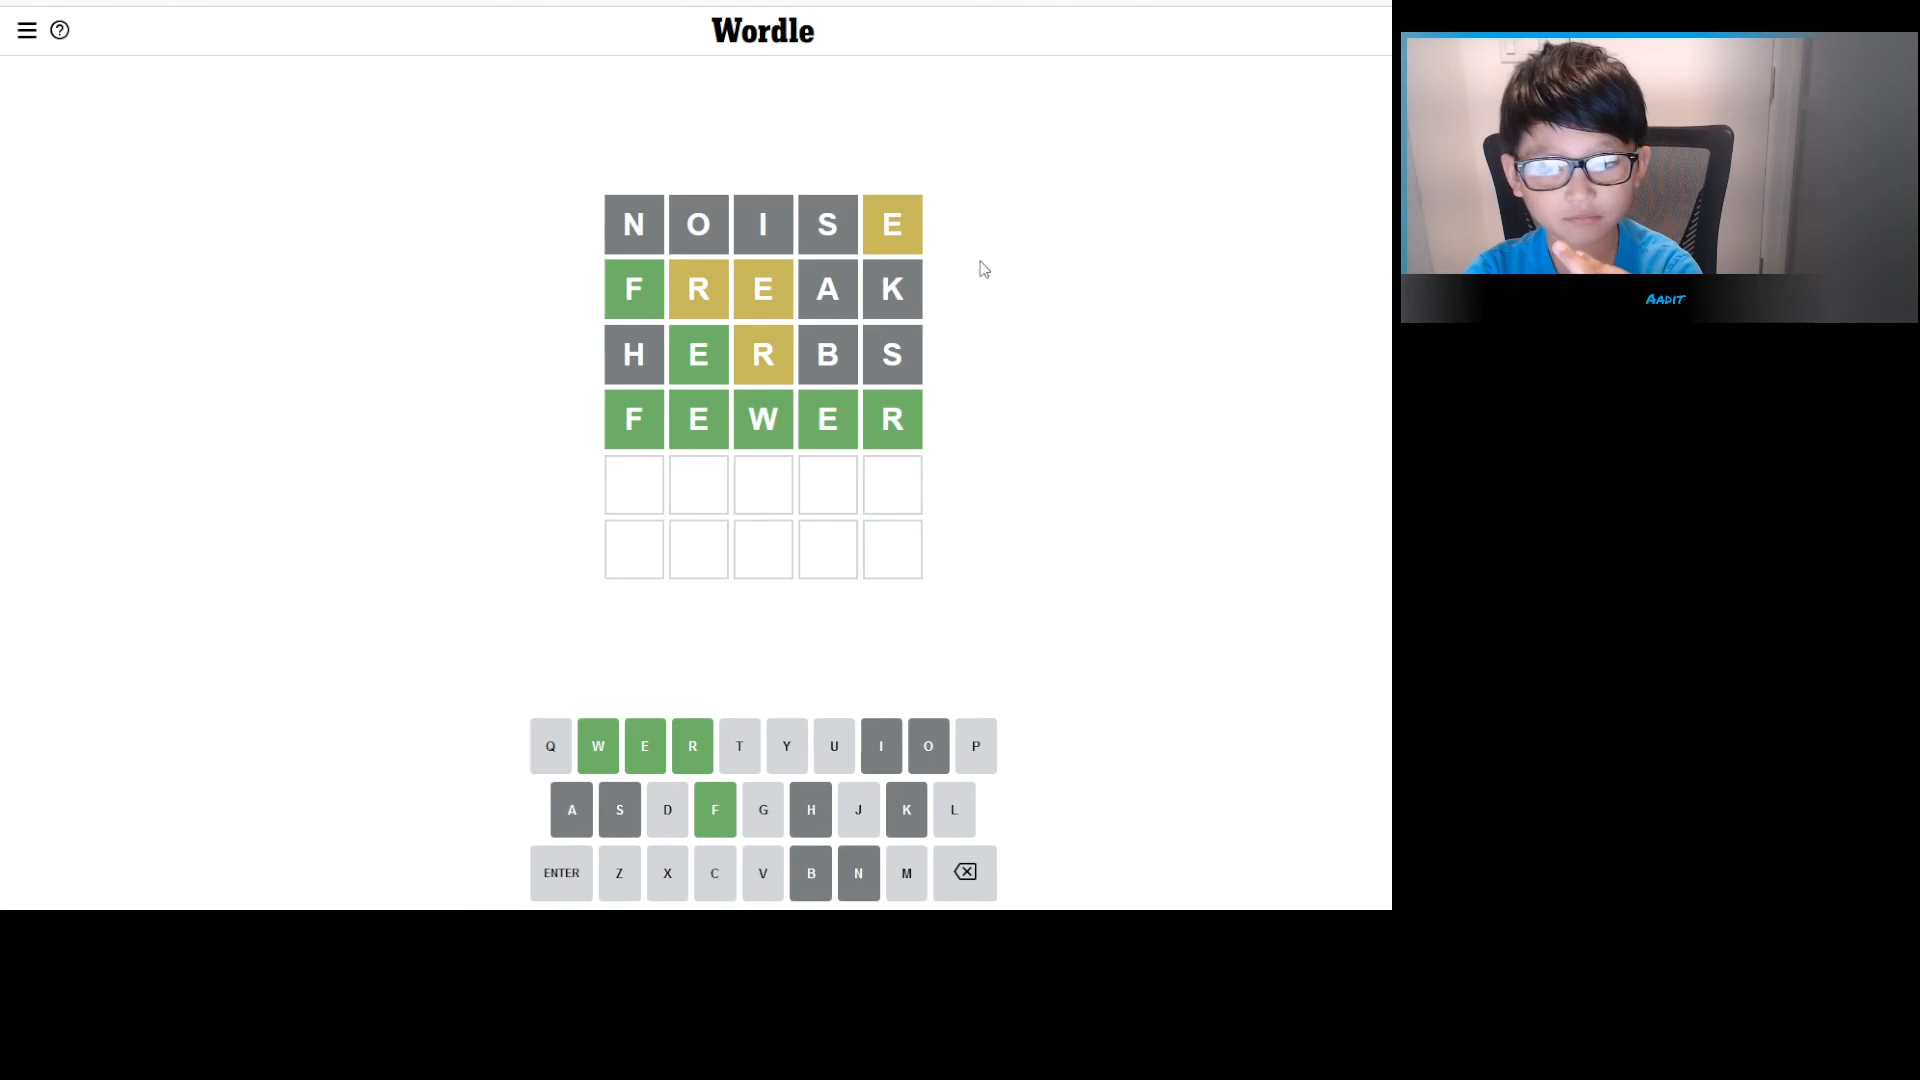 Wordle
N O I S E
F R E A K
H E R B S
F E W E R
Q W E R T Y U I O P
A S D F G H J K L
ENTER Z X C V B N M
Aadit